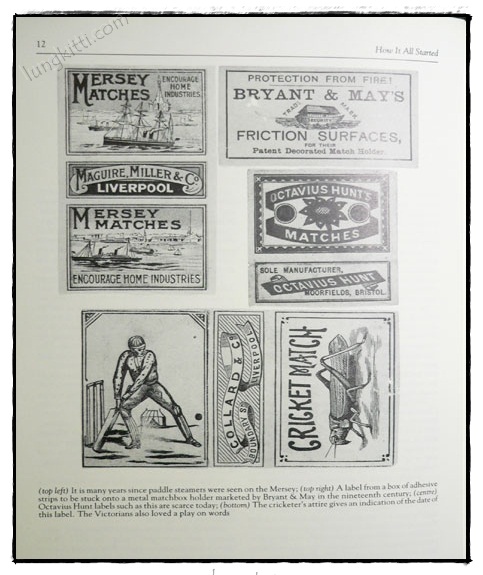 lungkitti.com
12
How It All Started
MERSEY
MATCHES
ENCOURAGE
HOME
INDUSTRIES.
MAGUIRE, MILLER & Co
LIVERPOOL
MERSEY
MATCHES
ENCOURAGE HOME INDUSTRIES
PROTECTION FROM FIRE!
BRYANT & MAY'S
TRADE MARK
SECURITY
FRICTION SURFACES,
FOR THEIR
Patent Decorated Match Holder.
OCTAVIUS HUNT'S
MATCHES
SOLE MANUFACTURER,
OCTAVIUS HUNT
MOORFIELDS, BRISTOL.
COLLARD & Co
BOUNDARY St
LIVERPOOL
CRICKET MATCH
(top left) It is many years since paddle steamers were seen on the Mersey; (top right) A label from a box of adhesive
strips to be stuck onto a metal matchbox holder marketed by Bryant & May in the nineteenth century; (centre)
Octavius Hunt labels such as this are scarce today; (bottom) The cricketer's attire gives an indication of the date of
this label. The Victorians also loved a play on words